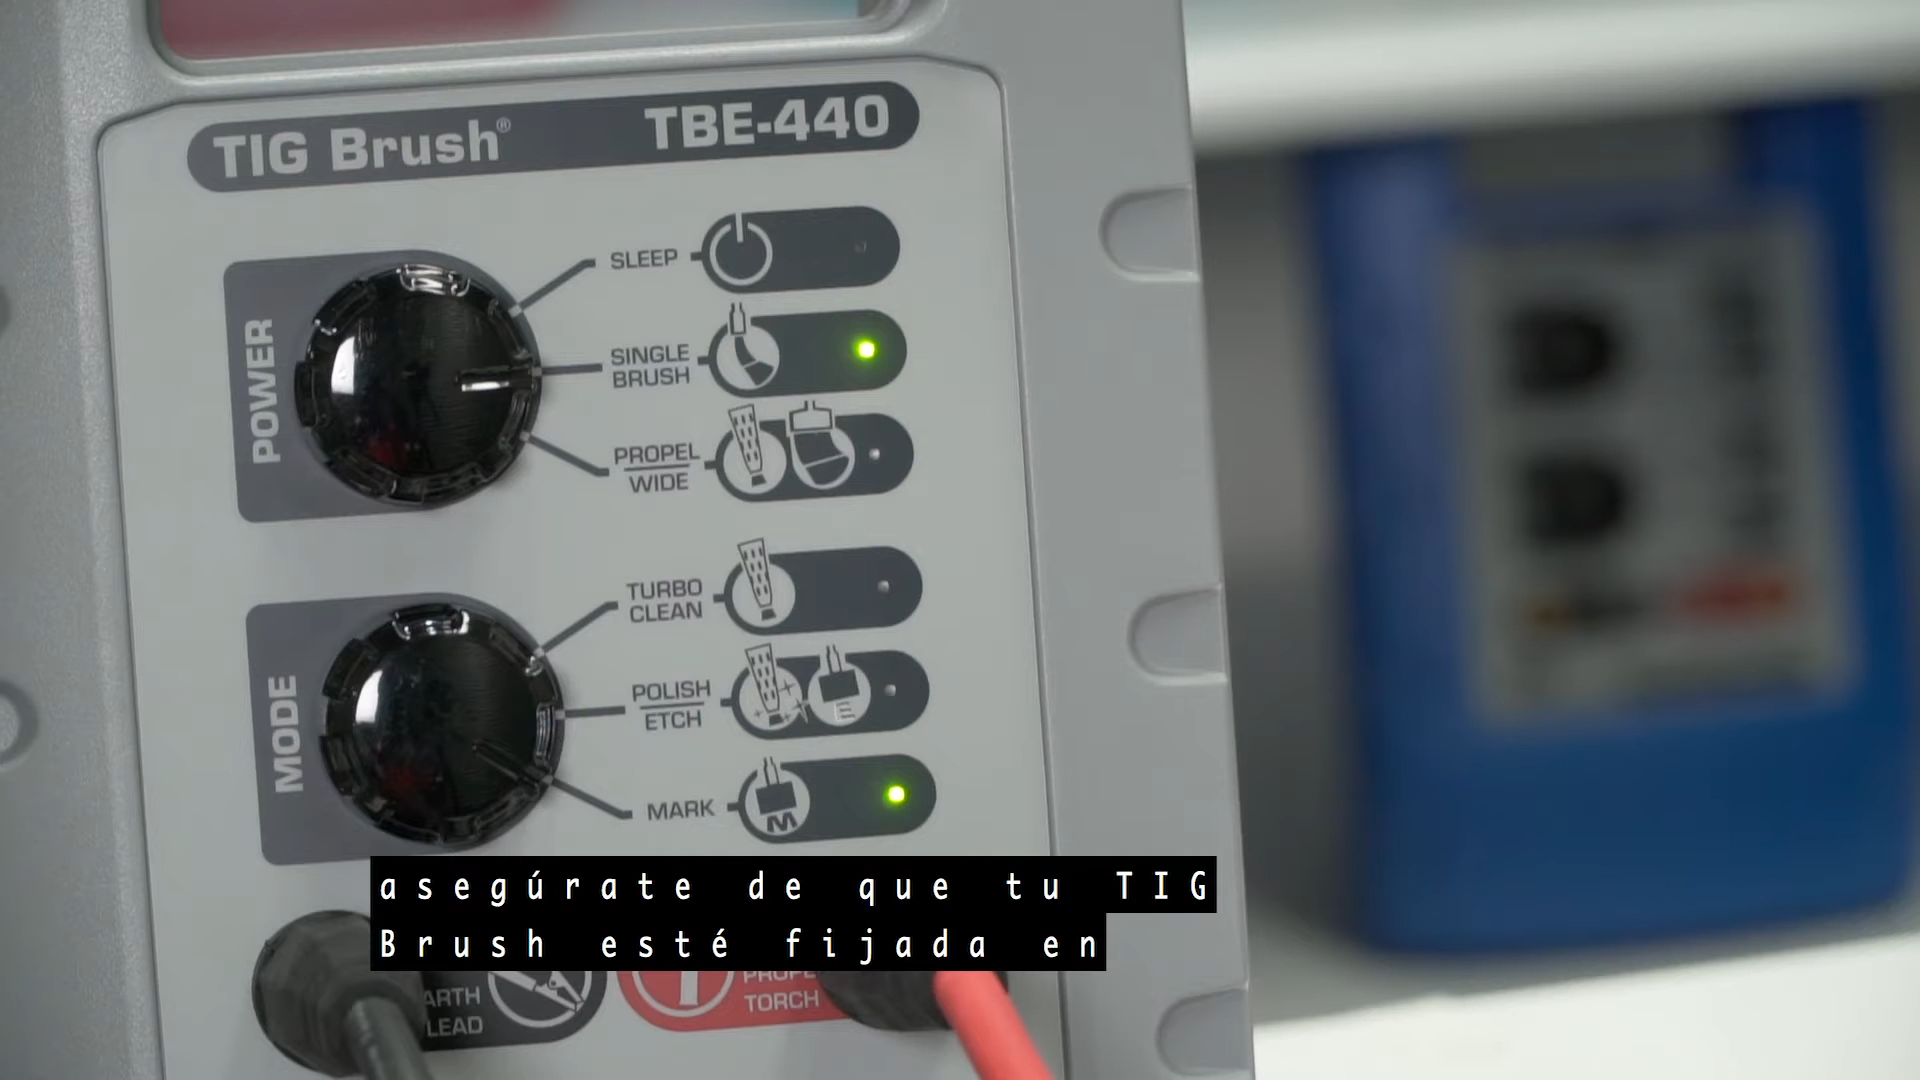 TIG Brush® TBE-440
POWER
SLEEP
SINGLE
BRUSH
PROPEL
WIDE
MODE
TURBO
CLEAN
POLISH
ETCH
E
MARK
M
asegúrate de que tu TIG
Brush esté fijada en
LEAD
TORCH